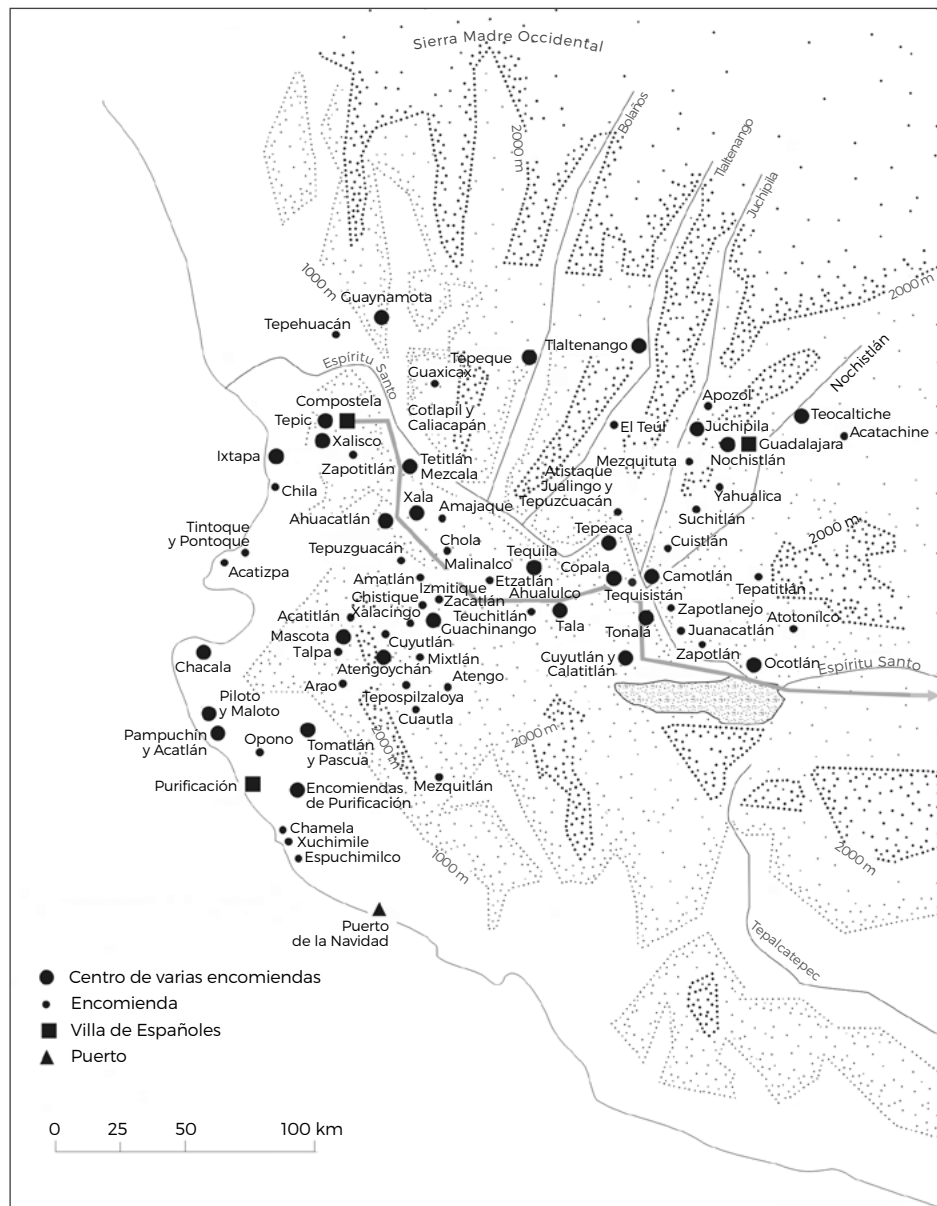 Sierra Madre Occidental
Bolaños
2000 m
Tlaltenango
Juchipila
1000 m
2000 m
Guaynamota
Tepehuacán
Espíritu Santo
Tepeque
Guaxicax
Tlaltenango
Nochistlán
Compostela
Tepic
Cotlapil y
Caliacapán
Apozol
Teocaltiche
Xalisco
El Teúl
Juchipila
Acatachine
Guadalajara
Nochistlán
Ixtapa
Zapotitlán
Tetitlán
Mezcala
Mezquituta
Chila
Atistaque
Jualingo y
Tepuzcuacán
Yahualica
Xala
Amajaque
Suchitlán
Ahuacatlán
Tintoque
y Pontoque
Tepeaca
2000 m
Chola
Cuistlán
Acatizpa
Tepuzguacán
Malinalco
Tequila
Copala
Camotlán
Amatlán
Etzatlán
Tequisistán
Tepatitlán
Izmitique
Ahualulco
Chistique
Zacatlán
Teuchitlán
Zapotlanejo
Atotonilco
Açatitlán
Xalacingo
Guachinango
Tala
Tonalá
Juanacatlán
Mascota
Cuyutlán
Zapotlán
Talpa
Chacala
Atengoychán
Mixtlán
Cuyutlán y
Calatitlán
Ocotlán
Espíritu Santo
Arao
Atengo
Tepospilzaloya
Piloto
y Maloto
Cuautla
Pampuchín
y Acatlán
Opono
Tomatlán
y Pascua
2000 m
2000 m
Purificación
Encomiendas
de Purificación
Mezquitlán
Chamela
Xuchimile
Espuchimilco
1000 m
2000 m
Puerto
de la Navidad
Tepalcatepec
Centro de varias encomiendas
Encomienda
Villa de Españoles
Puerto
0 25 50 100 km